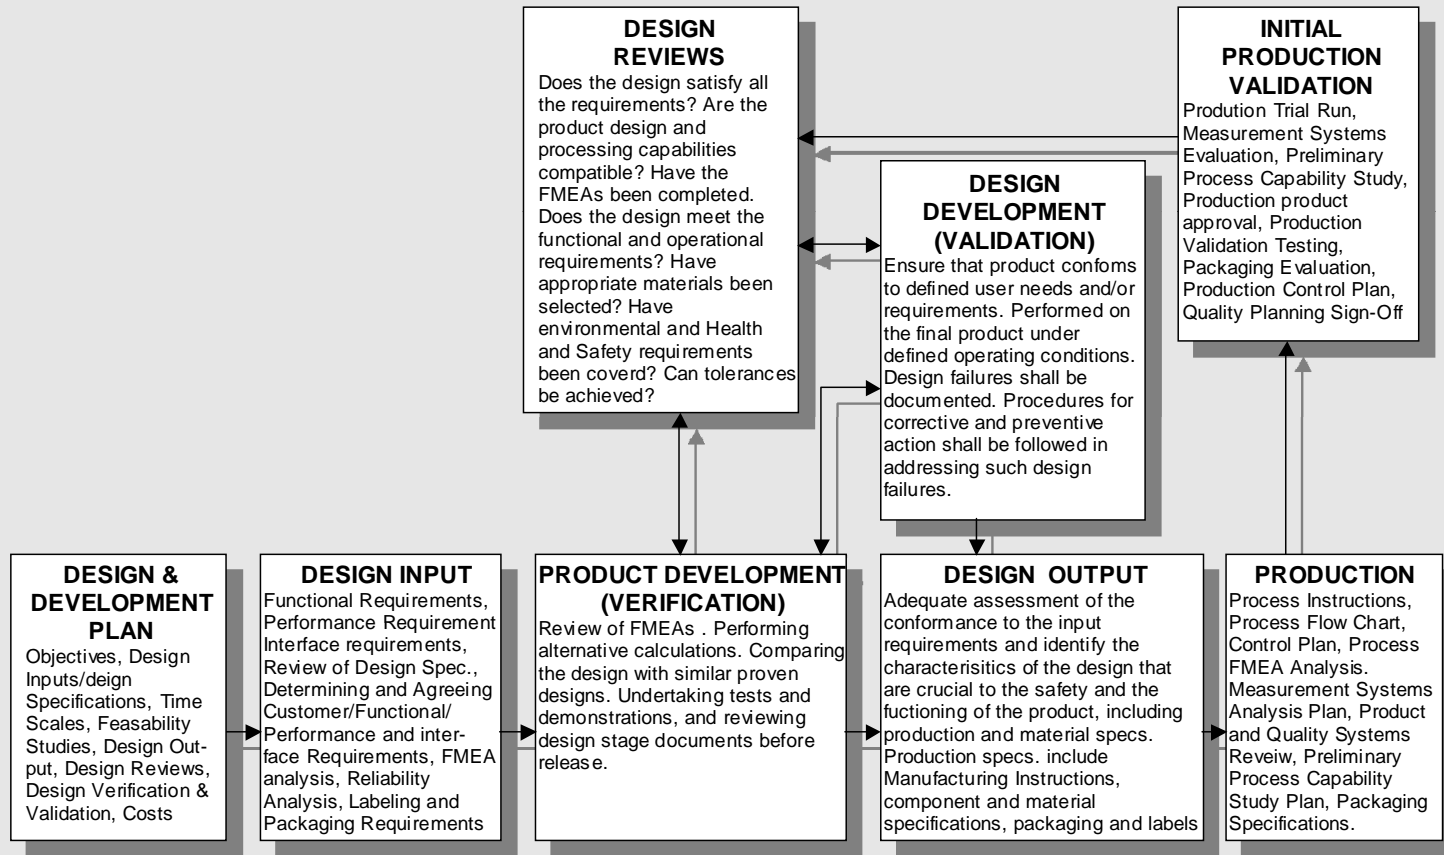 DESIGN
REVIEWS
Does the design satisfy all
the requirements? Are the
product design and
processing capabilities
compatible? Have the
FMEAs been completed.
Does the design meet the
functional and operational
requirements? Have
appropriate materials been
selected? Have
environmental and Health
and Safety requirements
been coverd? Can tolerances
be achieved?
INITIAL
PRODUCTION
VALIDATION
Prodution Trial Run,
Measurement Systems
Evaluation, Preliminary
Process Capability Study,
Production product
approval, Production
Validation Testing,
Packaging Evaluation,
Production Control Plan,
Quality Planning Sign-Off
DESIGN
DEVELOPMENT
(VALIDATION)
Ensure that product confoms
to defined user needs and/or
requirements. Performed on
the final product under
defined operating conditions.
Design failures shall be
documented. Procedures for
corrective and preventive
action shall be followed in
addressing such design
failures.
DESIGN &
DEVELOPMENT
PLAN
Objectives, Design
Inputs/deign
Specifications, Time
Scales, Feasability
Studies, Design Out-
put, Design Reviews,
Design Verification &
Validation, Costs
DESIGN INPUT
Functional Requirements,
Performance Requirement
Interface requirements,
Review of Design Spec.,
Determining and Agreeing
Customer/Functional/
Performance and inter-
face Requirements, FMEA
analysis, Reliability
Analysis, Labeling and
Packaging Requirements
PRODUCT DEVELOPMENT
(VERIFICATION)
Review of FMEAs . Performing
alternative calculations. Comparing
the design with similar proven
designs. Undertaking tests and
demonstrations, and reviewing
design stage documents before
release.
DESIGN OUTPUT
Adequate assessment of the
conformance to the input
requirements and identify the
characterisitics of the design that
are crucial to the safety and the
fuctioning of the product, including
production and material specs.
Production specs. include
Manufacturing Instructions,
component and material
specifications, packaging and labels
PRODUCTION
Process Instructions,
Process Flow Chart,
Control Plan, Process
FMEA Analysis.
Measurement Systems
Analysis Plan, Product
and Quality Systems
Reveiw, Preliminary
Process Capability
Study Plan, Packaging
Specifications.